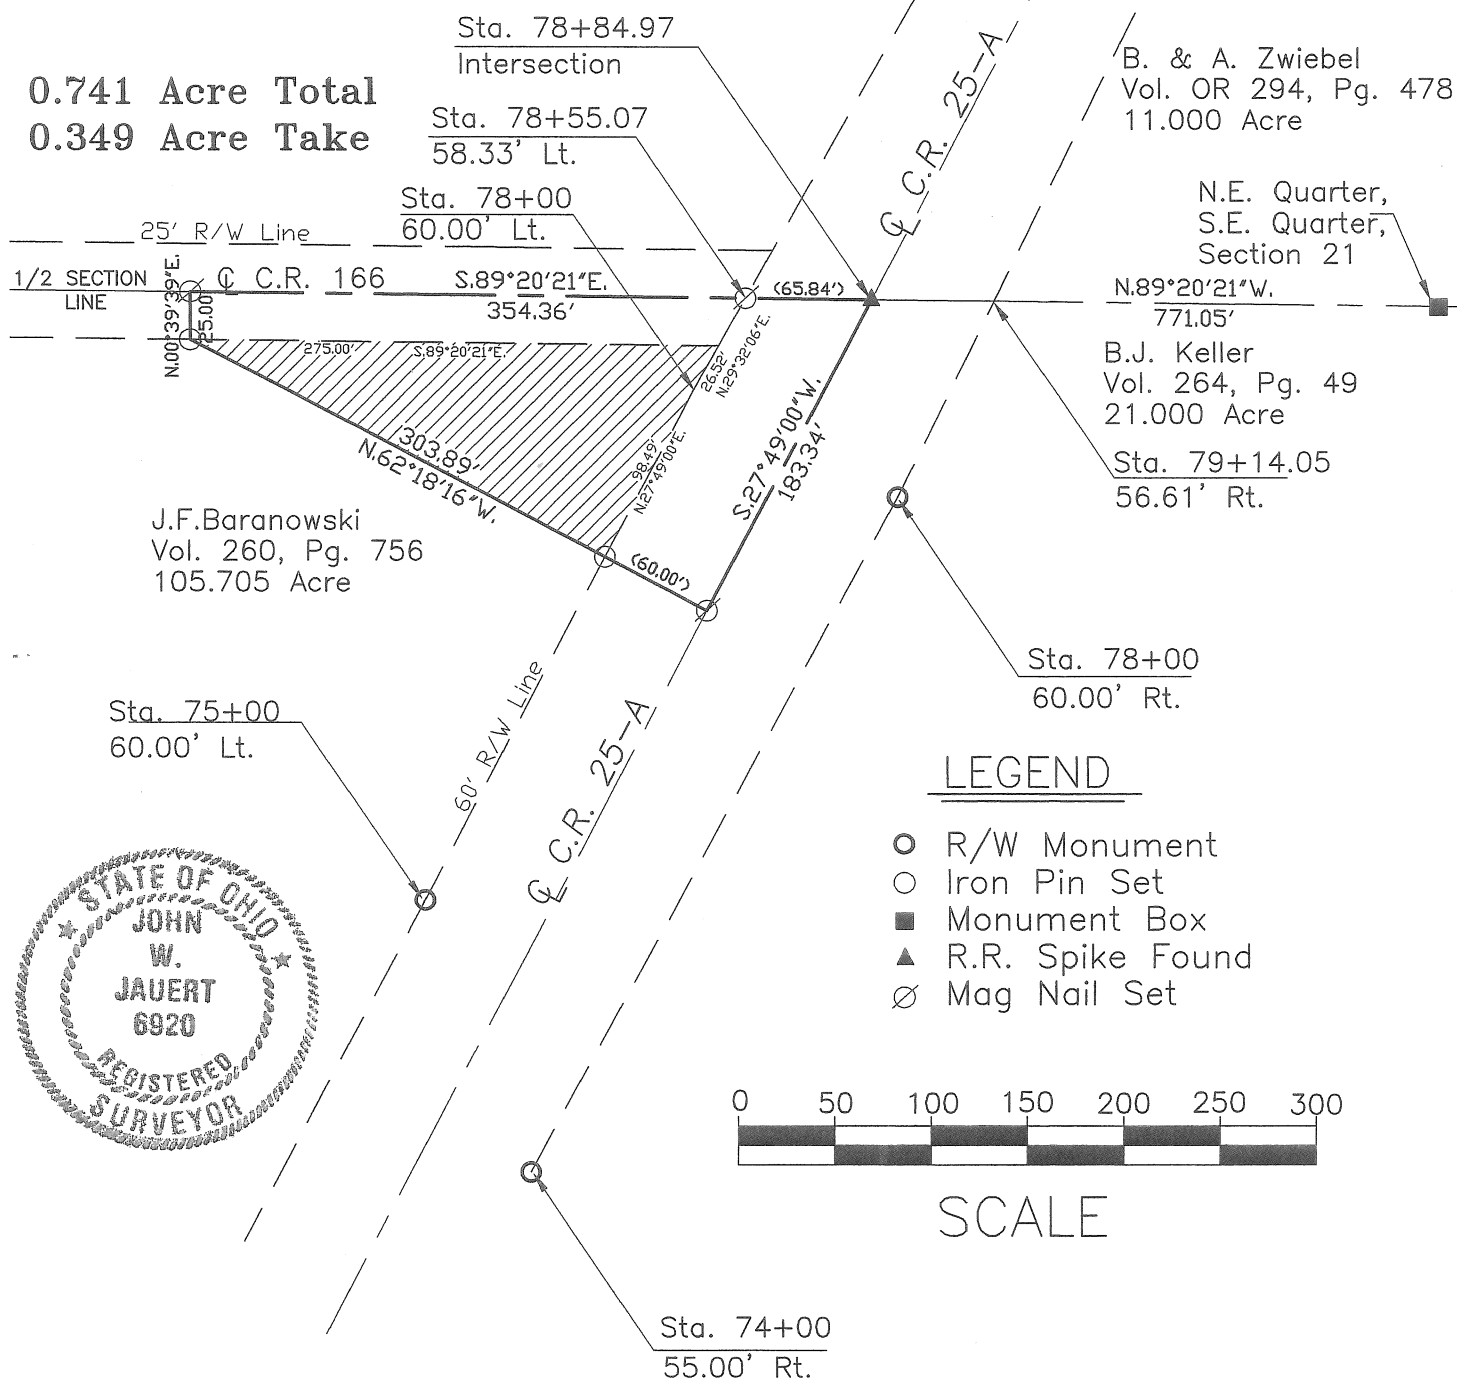 Sta. 78+84.97
Intersection
0.741 Acre Total
0.349 Acre Take
Sta. 78+55.07
58.33' Lt.
Sta. 78+00
60.00' Lt.
℄ C.R. 25-A
B. & A. Zwiebel
Vol. OR 294, Pg. 478
11.000 Acre
N.E. Quarter,
S.E. Quarter,
Section 21
25' R/W Line
1/2 SECTION
LINE
℄ C.R. 166
S.89°20'21"E.
354.36'
(65.84')
N.89°20'21"W.
771.05'
N.00°39'39"E.
25.00'
275.00' S.89°20'21"E.
26.52'
N.29°32'06"E.
B.J. Keller
Vol. 264, Pg. 49
21.000 Acre
303.89'
N.62°18'16"W.
98.49'
N.27°49'00"E.
S.27°49'00"W.
183.34'
Sta. 79+14.05
56.61' Rt.
J.F.Baranowski
Vol. 260, Pg. 756
105.705 Acre
(60.00')
Sta. 78+00
60.00' Rt.
Sta. 75+00
60.00' Lt.
60' R/W Line
℄ C.R. 25-A
LEGEND
R/W Monument
Iron Pin Set
Monument Box
R.R. Spike Found
Mag Nail Set
STATE OF OHIO
JOHN
W.
JAUERT
6920
REGISTERED
SURVEYOR
0 50 100 150 200 250 300
SCALE
Sta. 74+00
55.00' Rt.